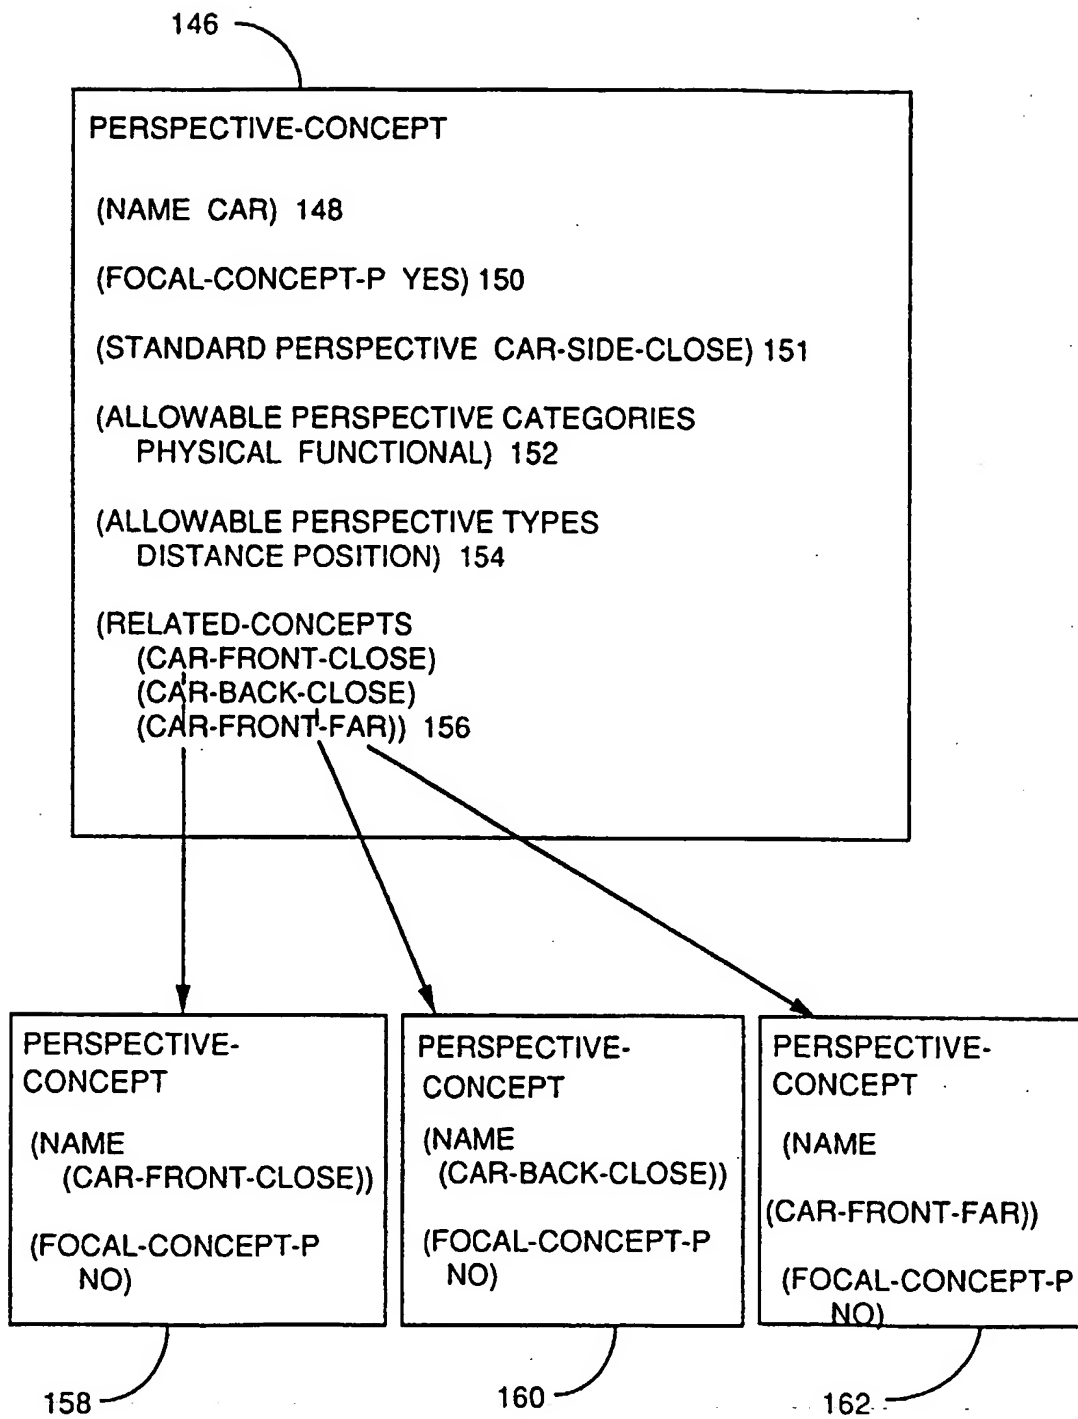 146
PERSPECTIVE-CONCEPT
(NAME CAR) 148
(FOCAL-CONCEPT-P YES) 150
(STANDARD PERSPECTIVE CAR-SIDE-CLOSE) 151
(ALLOWABLE PERSPECTIVE CATEGORIES
PHYSICAL FUNCTIONAL) 152
(ALLOWABLE PERSPECTIVE TYPES
DISTANCE POSITION) 154
(RELATED-CONCEPTS
(CAR-FRONT-CLOSE)
(CAR-BACK-CLOSE)
(CAR-FRONT-FAR)) 156
PERSPECTIVE-
CONCEPT
(NAME
(CAR-FRONT-CLOSE))
(FOCAL-CONCEPT-P
NO)
158
PERSPECTIVE-
CONCEPT
(NAME
(CAR-BACK-CLOSE))
(FOCAL-CONCEPT-P
NO)
160
PERSPECTIVE-
CONCEPT
(NAME
(CAR-FRONT-FAR))
(FOCAL-CONCEPT-P
NO)
162